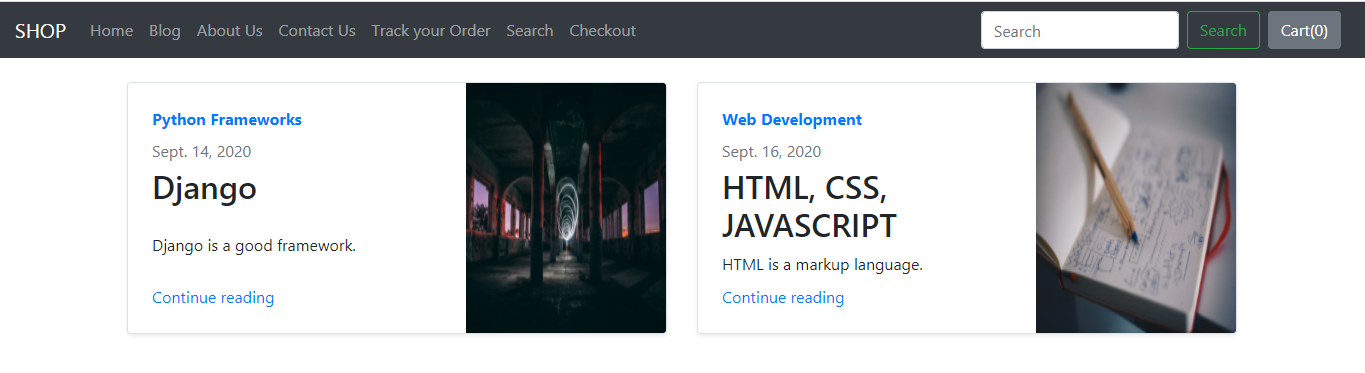 SHOP Home Blog About Us Contact Us Track your Order Search Checkout Search Search Cart(0)
Python Frameworks
Sept. 14, 2020
Django
Django is a good framework.
Continue reading
Web Development
Sept. 16, 2020
HTML, CSS,
JAVASCRIPT
HTML is a markup language.
Continue reading